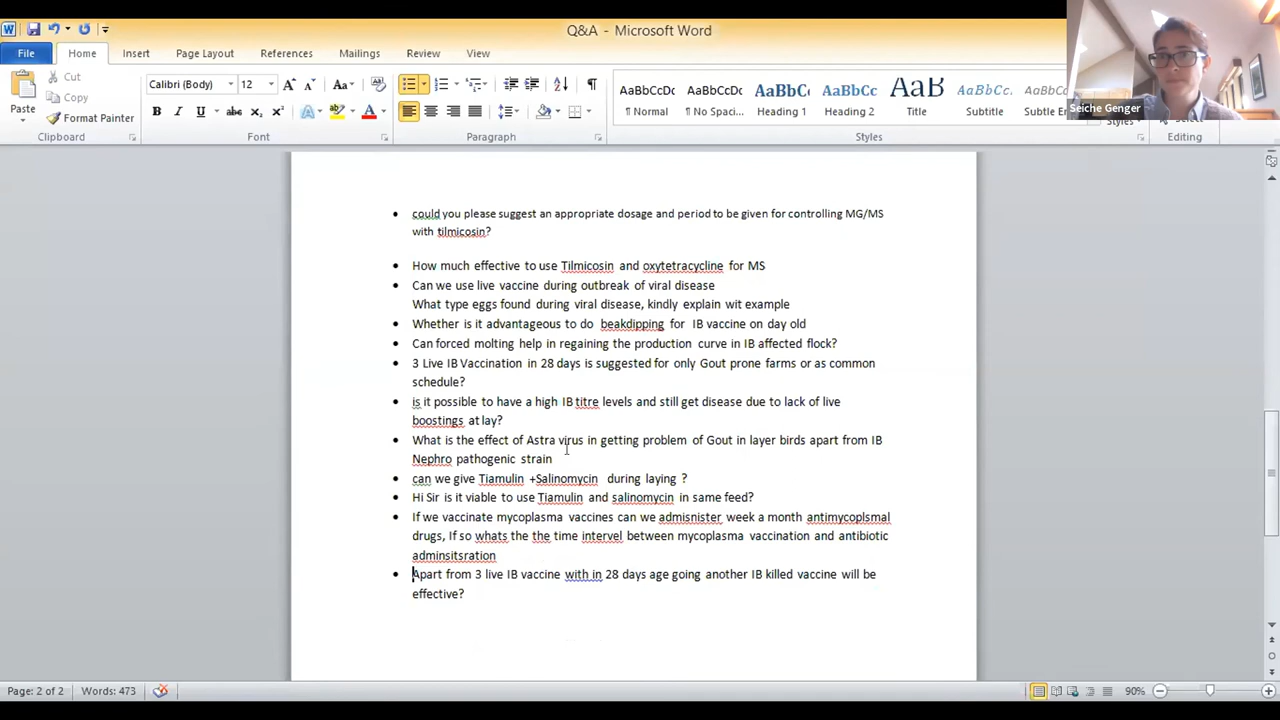 Q&A - Microsoft Word
File Home Insert Page Layout References Mailings Review View
Paste
Cut
Copy
Format Painter
Clipboard
Calibri (Body) 12
B I U abc x₂ x² A
Font
Paragraph
AaBbCcDc AaBbCcDc AaBbCc AaBbCc AaB AaBbCc.
¶ Normal ¶ No Spaci... Heading 1 Heading 2 Title Subtitle Subtle Em
Styles
Editing
Seiche Genger
• could you please suggest an appropriate dosage and period to be given for controlling MG/MS
with tilmicosin?
• How much effective to use Tilmicosin and oxytetracycline for MS
• Can we use live vaccine during outbreak of viral disease
What type eggs found during viral disease, kindly explain wit example
• Whether is it advantageous to do beakdipping for IB vaccine on day old
• Can forced molting help in regaining the production curve in IB affected flock?
• 3 Live IB Vaccination in 28 days is suggested for only Gout prone farms or as common
schedule?
• is it possible to have a high IB titre levels and still get disease due to lack of live
boostings at lay?
• What is the effect of Astra virus in getting problem of Gout in layer birds apart from IB
Nephro pathogenic strain
• can we give Tiamulin +Salinomycin during laying ?
• Hi Sir is it viable to use Tiamulin and salinomycin in same feed?
• If we vaccinate mycoplasma vaccines can we admisnister week a month antimycoplsmal
drugs, If so whats the the time intervel between mycoplasma vaccination and antibiotic
adminsitsration
• Apart from 3 live IB vaccine with in 28 days age going another IB killed vaccine will be
effective?
Page: 2 of 2 Words: 473 90%